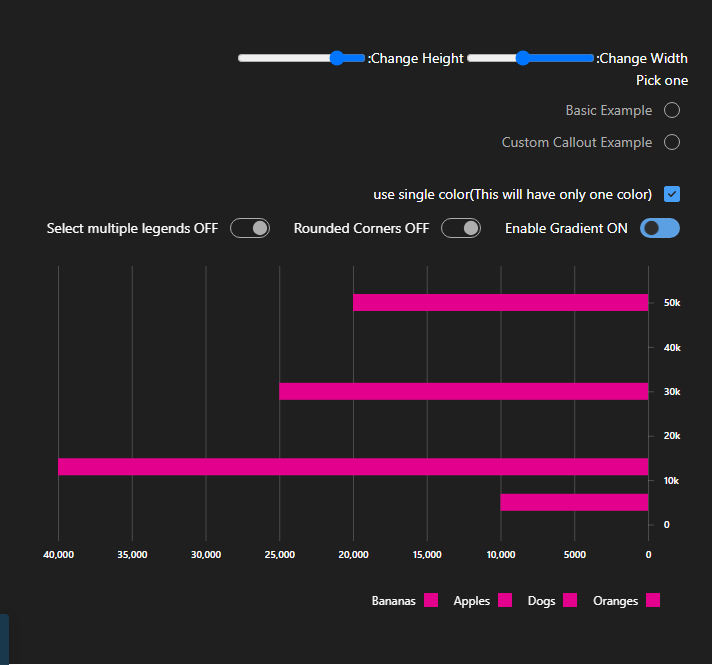 :Change Height :Change Width
Pick one
Basic Example
Custom Callout Example
use single color(This will have only one color)
Select multiple legends OFF Rounded Corners OFF Enable Gradient ON
50k
40k
30k
20k
10k
0
40,000 35,000 30,000 25,000 20,000 15,000 10,000 5000 0
Bananas Apples Dogs Oranges